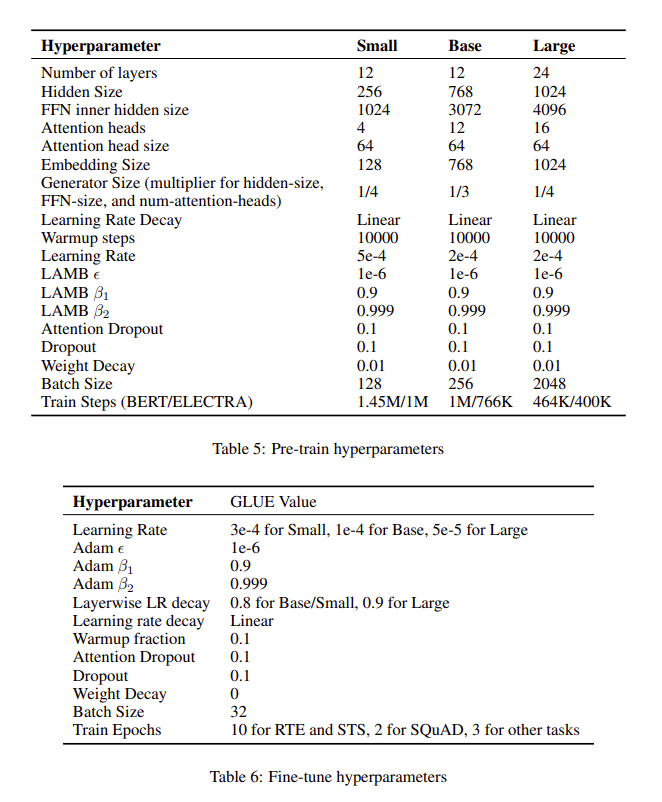 Hyperparameter Small Base Large
Number of layers 12 12 24
Hidden Size 256 768 1024
FFN inner hidden size 1024 3072 4096
Attention heads 4 12 16
Attention head size 64 64 64
Embedding Size 128 768 1024
Generator Size (multiplier for hidden-size,
FFN-size, and num-attention-heads) 1/4 1/3 1/4
Learning Rate Decay Linear Linear Linear
Warmup steps 10000 10000 10000
Learning Rate 5e-4 2e-4 2e-4
LAMB ϵ 1e-6 1e-6 1e-6
LAMB β₁ 0.9 0.9 0.9
LAMB β₂ 0.999 0.999 0.999
Attention Dropout 0.1 0.1 0.1
Dropout 0.1 0.1 0.1
Weight Decay 0.01 0.01 0.01
Batch Size 128 256 2048
Train Steps (BERT/ELECTRA) 1.45M/1M 1M/766K 464K/400K
Table 5: Pre-train hyperparameters
Hyperparameter GLUE Value
Learning Rate 3e-4 for Small, 1e-4 for Base, 5e-5 for Large
Adam ϵ 1e-6
Adam β₁ 0.9
Adam β₂ 0.999
Layerwise LR decay 0.8 for Base/Small, 0.9 for Large
Learning rate decay Linear
Warmup fraction 0.1
Attention Dropout 0.1
Dropout 0.1
Weight Decay 0
Batch Size 32
Train Epochs 10 for RTE and STS, 2 for SQuAD, 3 for other tasks
Table 6: Fine-tune hyperparameters